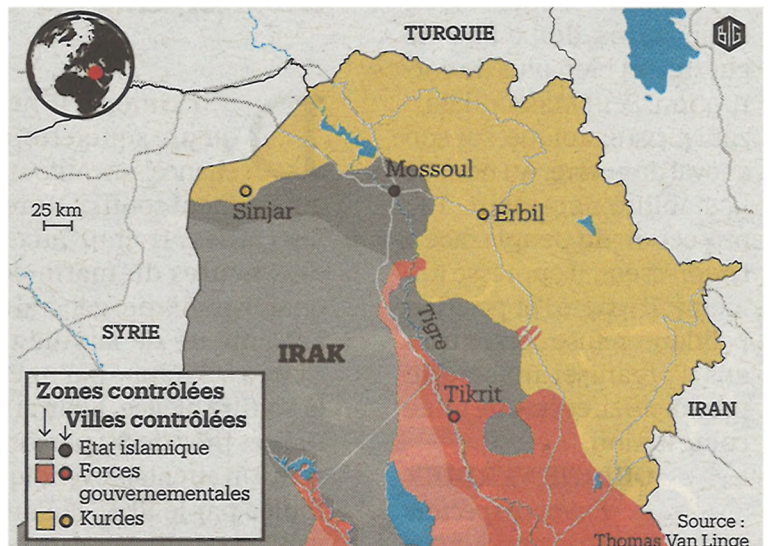 TURQUIE
BIG
Mossoul
Sinjar
Erbil
25 km
SYRIE
Tigre
IRAK
Tikrit
IRAN
Zones contrôlées
Villes contrôlées
Etat islamique
Forces
gouvernementales
Kurdes
Source :
Thomas Van Linge